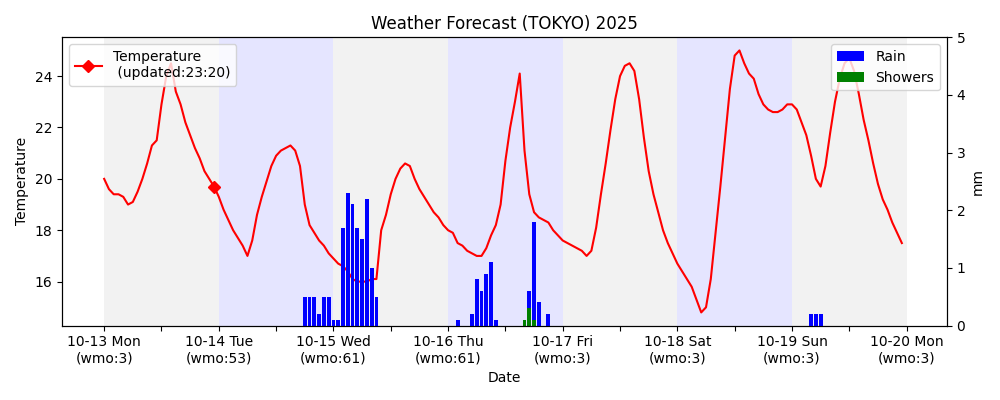 Weather Forecast (TOKYO) 2025
Temperature
(updated:23:20)
Rain
Showers
24
22
20
18
16
5
4
3
2
1
0
Temperature
mm
10-13 Mon 10-14 Tue 10-15 Wed 10-16 Thu 10-17 Fri 10-18 Sat 10-19 Sun 10-20 Mon
(wmo:3) (wmo:53) (wmo:61) (wmo:61) (wmo:3) (wmo:3) (wmo:3) (wmo:3)
Date